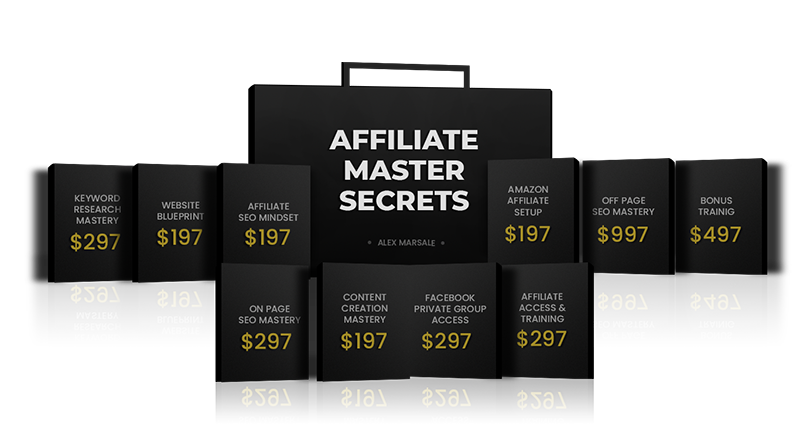 AFFILIATE
MASTER
SECRETS
• ALEX MARSALE •
KEYWORD
RESEARCH
MASTERY
$297
WEBSITE
BLUEPRINT
$197
AFFILIATE
SEO MINDSET
$197
AMAZON
AFFILIATE
SETUP
$197
OFF PAGE
SEO MASTERY
$997
BONUS
TRAINIG
$497
ON PAGE
SEO MASTERY
$297
CONTENT
CREATION
MASTERY
$197
FACEBOOK
PRIVATE GROUP
ACCESS
$297
AFFILIATE
ACCESS &
TRAINING
$297